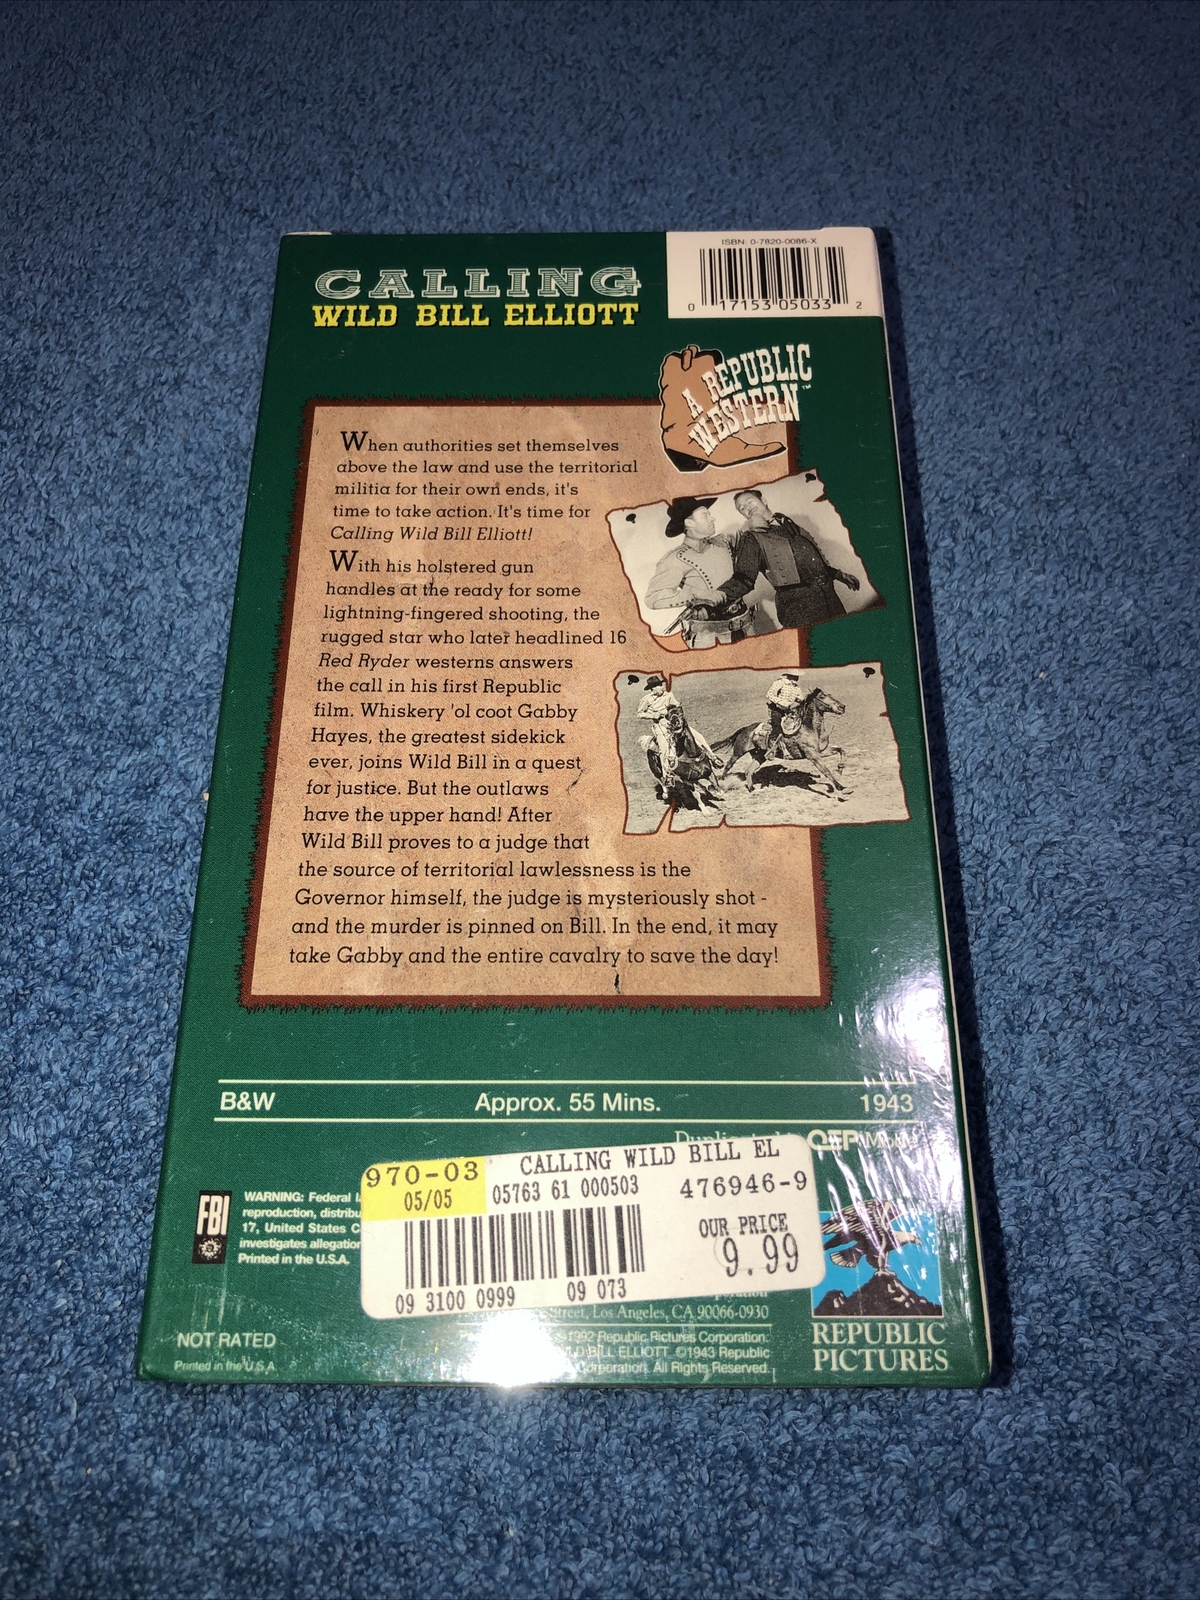 CALLING
WILD BILL ELLIOTT
ISBN: 0-7820-0086-X
0 17153 05033 2
A REPUBLIC
WESTERN™
When authorities set themselves
above the law and use the territorial
militia for their own ends, it's
time to take action. It's time for
Calling Wild Bill Elliott!
With his holstered gun
handles at the ready for some
lightning-fingered shooting, the
rugged star who later headlined 16
Red Ryder westerns answers
the call in his first Republic
film. Whiskery 'ol coot Gabby
Hayes, the greatest sidekick
ever, joins Wild Bill in a quest
for justice. But the outlaws
have the upper hand! After
Wild Bill proves to a judge that
the source of territorial lawlessness is the
Governor himself, the judge is mysteriously shot -
and the murder is pinned on Bill. In the end, it may
take Gabby and the entire cavalry to save the day!
B&W Approx. 55 Mins. 1943
970-03 CALLING WILD BILL EL
05/05 05763 61 000503 476946-9
OUR PRICE
9.99
09 3100 0999 09 073
FBI
WARNING: Federal
reproduction,
17, United States
investigates
Printed in the U.S.A.
Street, Los Angeles, CA 90066-0930
1992 Republic Pictures Corporation.
BILL ELLIOTT ©1943 Republic
All Rights Reserved.
NOT RATED
Printed in the U.S.A
REPUBLIC
PICTURES